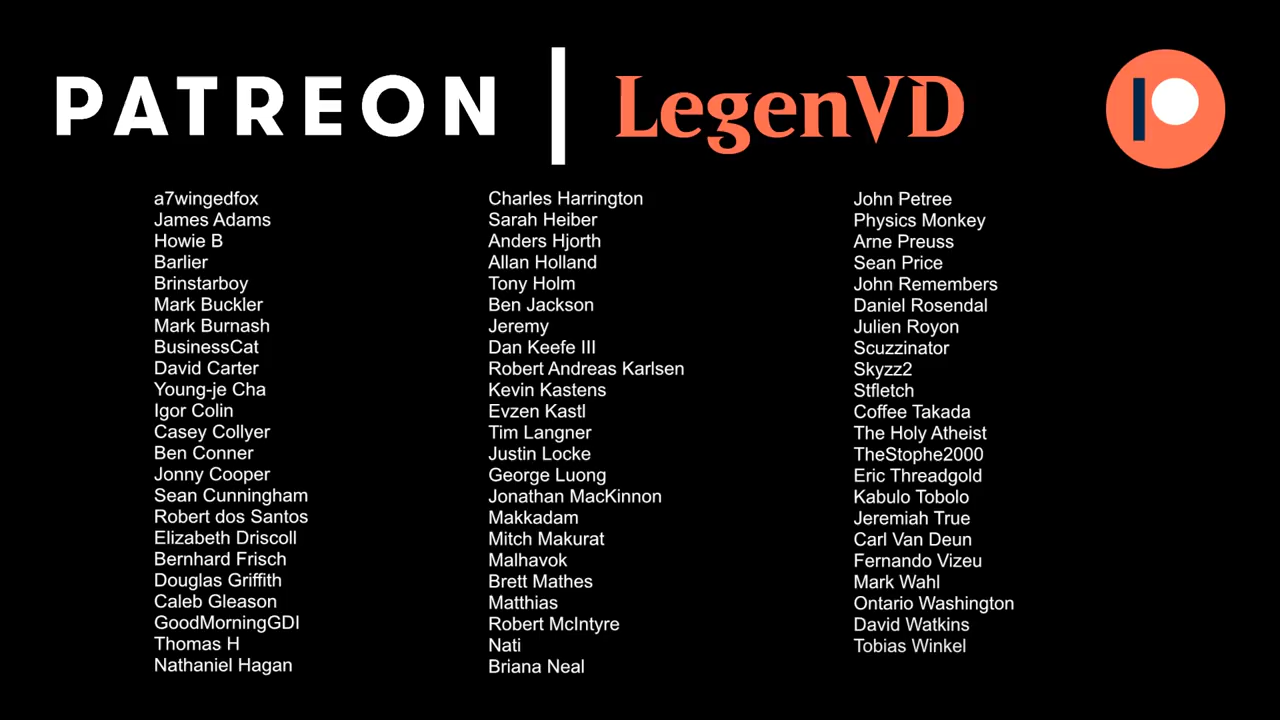 PATREON | LegenVD
a7wingedfox
James Adams
Howie B
Barlier
Brinstarboy
Mark Buckler
Mark Burnash
BusinessCat
David Carter
Young-je Cha
Igor Colin
Casey Collyer
Ben Conner
Jonny Cooper
Sean Cunningham
Robert dos Santos
Elizabeth Driscoll
Bernhard Frisch
Douglas Griffith
Caleb Gleason
GoodMorningGDI
Thomas H
Nathaniel Hagan
Charles Harrington
Sarah Heiber
Anders Hjorth
Allan Holland
Tony Holm
Ben Jackson
Jeremy
Dan Keefe III
Robert Andreas Karlsen
Kevin Kastens
Evzen Kastl
Tim Langner
Justin Locke
George Luong
Jonathan MacKinnon
Makkadam
Mitch Makurat
Malhavok
Brett Mathes
Matthias
Robert McIntyre
Nati
Briana Neal
John Petree
Physics Monkey
Arne Preuss
Sean Price
John Remembers
Daniel Rosendal
Julien Royon
Scuzzinator
Skyzz2
Stfletch
Coffee Takada
The Holy Atheist
TheStophe2000
Eric Threadgold
Kabulo Tobolo
Jeremiah True
Carl Van Deun
Fernando Vizeu
Mark Wahl
Ontario Washington
David Watkins
Tobias Winkel